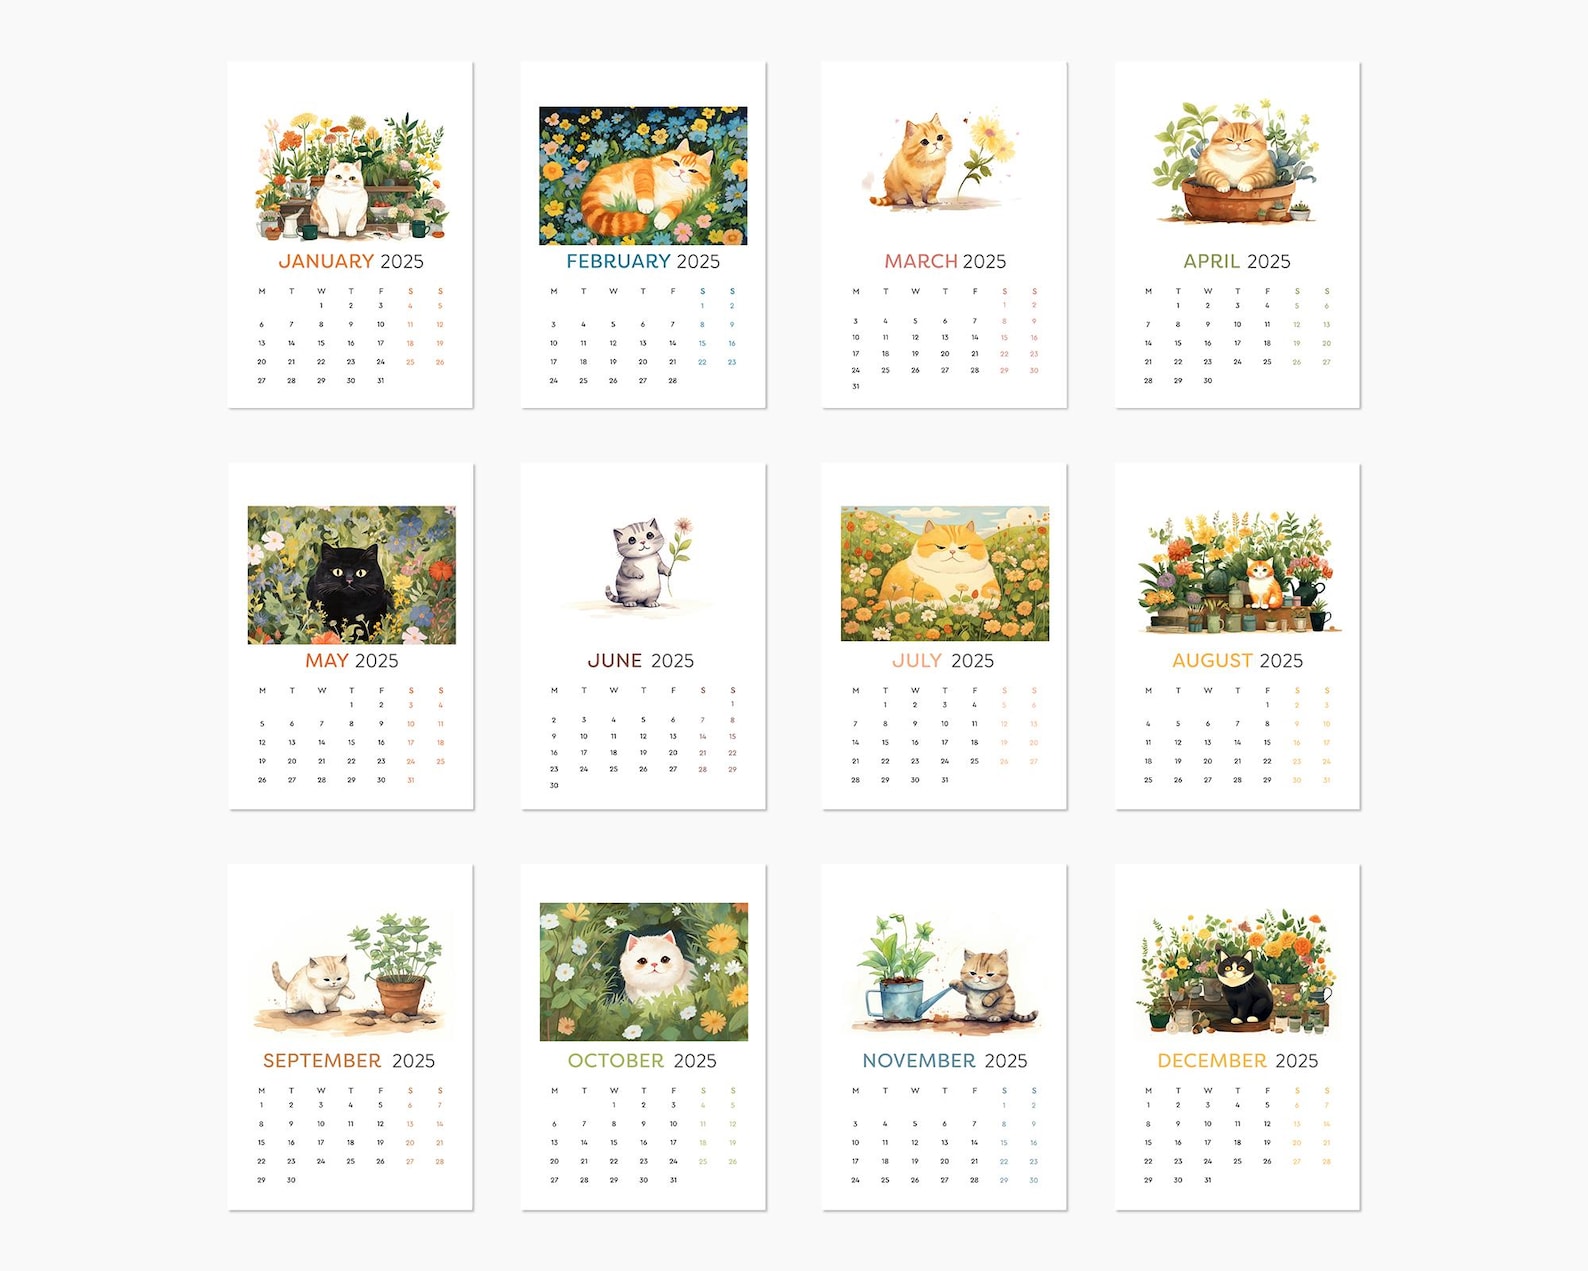 JANUARY 2025
M T W T F S S
1 2 3 4 5
6 7 8 9 10 11 12
13 14 15 16 17 18 19
20 21 22 23 24 25 26
27 28 29 30 31
FEBRUARY 2025
M T W T F S S
1 2
3 4 5 6 7 8 9
10 11 12 13 14 15 16
17 18 19 20 21 22 23
24 25 26 27 28
MARCH 2025
M T W T F S S
1 2
3 4 5 6 7 8 9
10 11 12 13 14 15 16
17 18 19 20 21 22 23
24 25 26 27 28 29 30
31
APRIL 2025
M T W T F S S
1 2 3 4 5 6
7 8 9 10 11 12 13
14 15 16 17 18 19 20
21 22 23 24 25 26 27
28 29 30
MAY 2025
M T W T F S S
1 2 3 4
5 6 7 8 9 10 11
12 13 14 15 16 17 18
19 20 21 22 23 24 25
26 27 28 29 30 31
JUNE 2025
M T W T F S S
1
2 3 4 5 6 7 8
9 10 11 12 13 14 15
16 17 18 19 20 21 22
23 24 25 26 27 28 29
30
JULY 2025
M T W T F S S
1 2 3 4 5 6
7 8 9 10 11 12 13
14 15 16 17 18 19 20
21 22 23 24 25 26 27
28 29 30 31
AUGUST 2025
M T W T F S S
1 2 3
4 5 6 7 8 9 10
11 12 13 14 15 16 17
18 19 20 21 22 23 24
25 26 27 28 29 30 31
SEPTEMBER 2025
M T W T F S S
1 2 3 4 5 6 7
8 9 10 11 12 13 14
15 16 17 18 19 20 21
22 23 24 25 26 27 28
29 30
OCTOBER 2025
M T W T F S S
1 2 3 4 5
6 7 8 9 10 11 12
13 14 15 16 17 18 19
20 21 22 23 24 25 26
27 28 29 30 31
NOVEMBER 2025
M T W T F S S
1 2
3 4 5 6 7 8 9
10 11 12 13 14 15 16
17 18 19 20 21 22 23
24 25 26 27 28 29 30
DECEMBER 2025
M T W T F S S
1 2 3 4 5 6 7
8 9 10 11 12 13 14
15 16 17 18 19 20 21
22 23 24 25 26 27 28
29 30 31